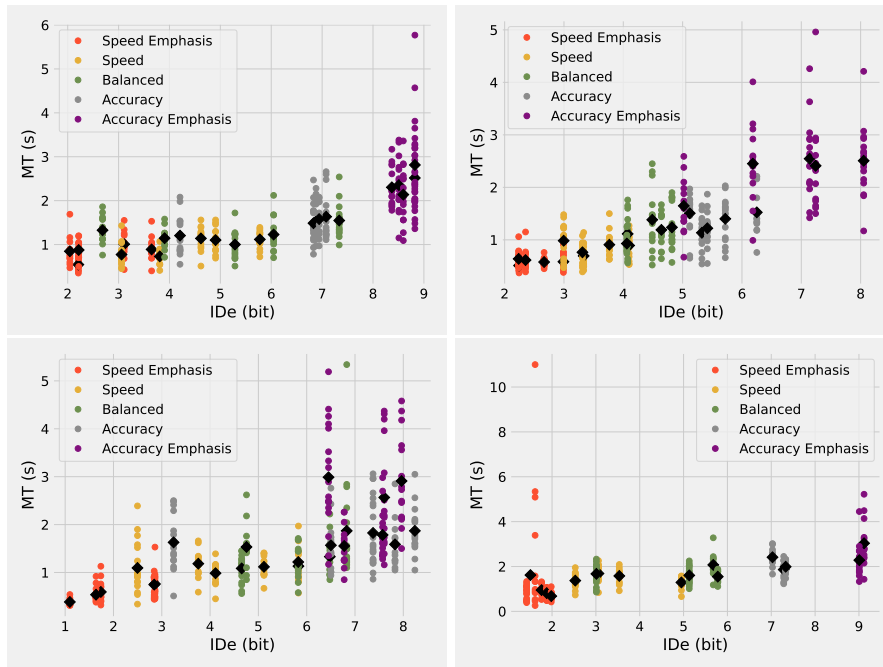 6
5
4
3
2
1
MT (s)
Speed Emphasis
Speed
Balanced
Accuracy
Accuracy Emphasis
2 3 4 5 6 7 8 9
IDe (bit)
5
4
3
2
1
MT (s)
Speed Emphasis
Speed
Balanced
Accuracy
Accuracy Emphasis
2 3 4 5 6 7 8
IDe (bit)
5
4
3
2
1
MT (s)
Speed Emphasis
Speed
Balanced
Accuracy
Accuracy Emphasis
1 2 3 4 5 6 7 8
IDe (bit)
10
8
6
4
2
0
MT (s)
Speed Emphasis
Speed
Balanced
Accuracy
Accuracy Emphasis
2 3 4 5 6 7 8 9
IDe (bit)